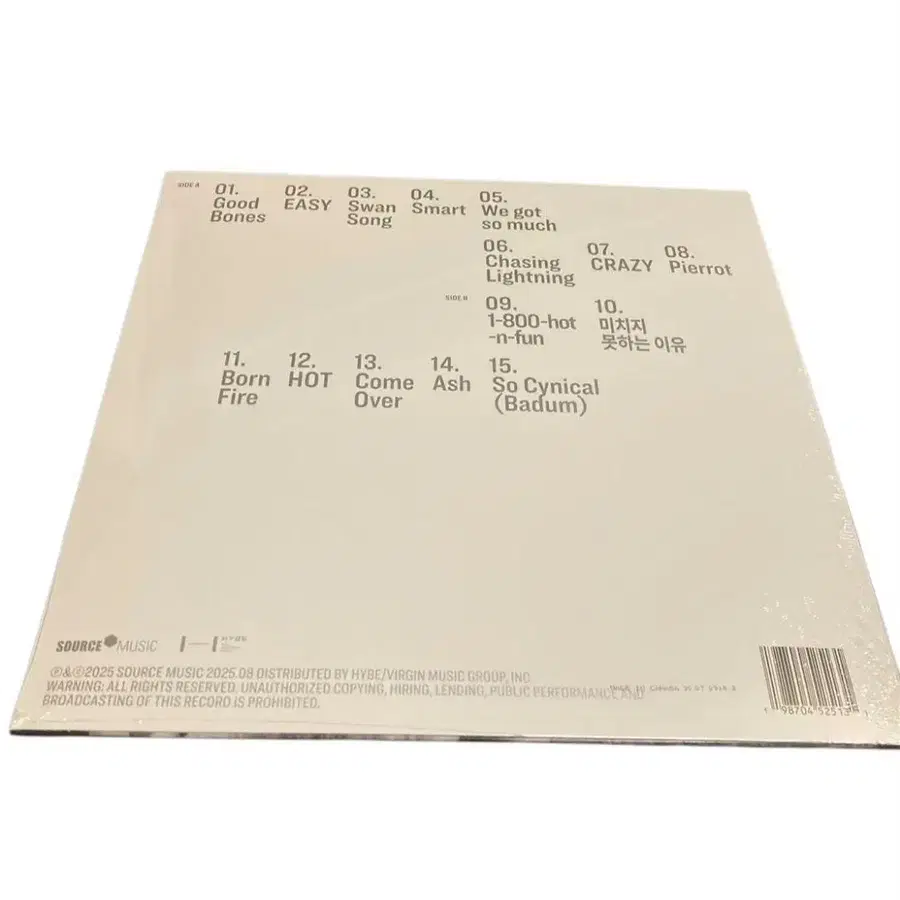 SIDE A
01.
Good
Bones
02.
EASY
03.
Swan
Song
04.
Smart
05.
We got
so much
06.
Chasing
Lightning
07.
CRAZY
08.
Pierrot
SIDE B
09.
1-800-hot
-n-fun
10.
미치지
못하는 이유
11.
Born
Fire
12.
HOT
13.
Come
Over
14.
Ash
15.
So Cynical
(Badum)
SOURCE MUSIC
HYBE
℗&©2025 SOURCE MUSIC 2025.08 DISTRIBUTED BY HYBE/VIRGIN MUSIC GROUP, INC
WARNING: ALL RIGHTS RESERVED. UNAUTHORIZED COPYING, HIRING, LENDING, PUBLIC PERFORMANCE AND
BROADCASTING OF THIS RECORD IS PROHIBITED.
1 98704 52513 1